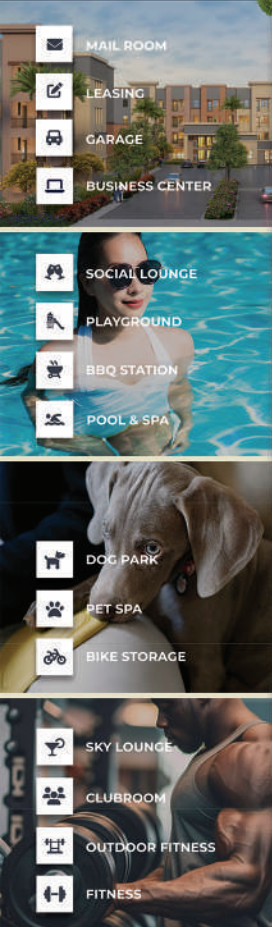 MAIL ROOM
LEASING
GARAGE
BUSINESS CENTER
SOCIAL LOUNGE
PLAYGROUND
BBQ STATION
POOL & SPA
DOG PARK
PET SPA
BIKE STORAGE
SKY LOUNGE
CLUBROOM
OUTDOOR FITNESS
FITNESS